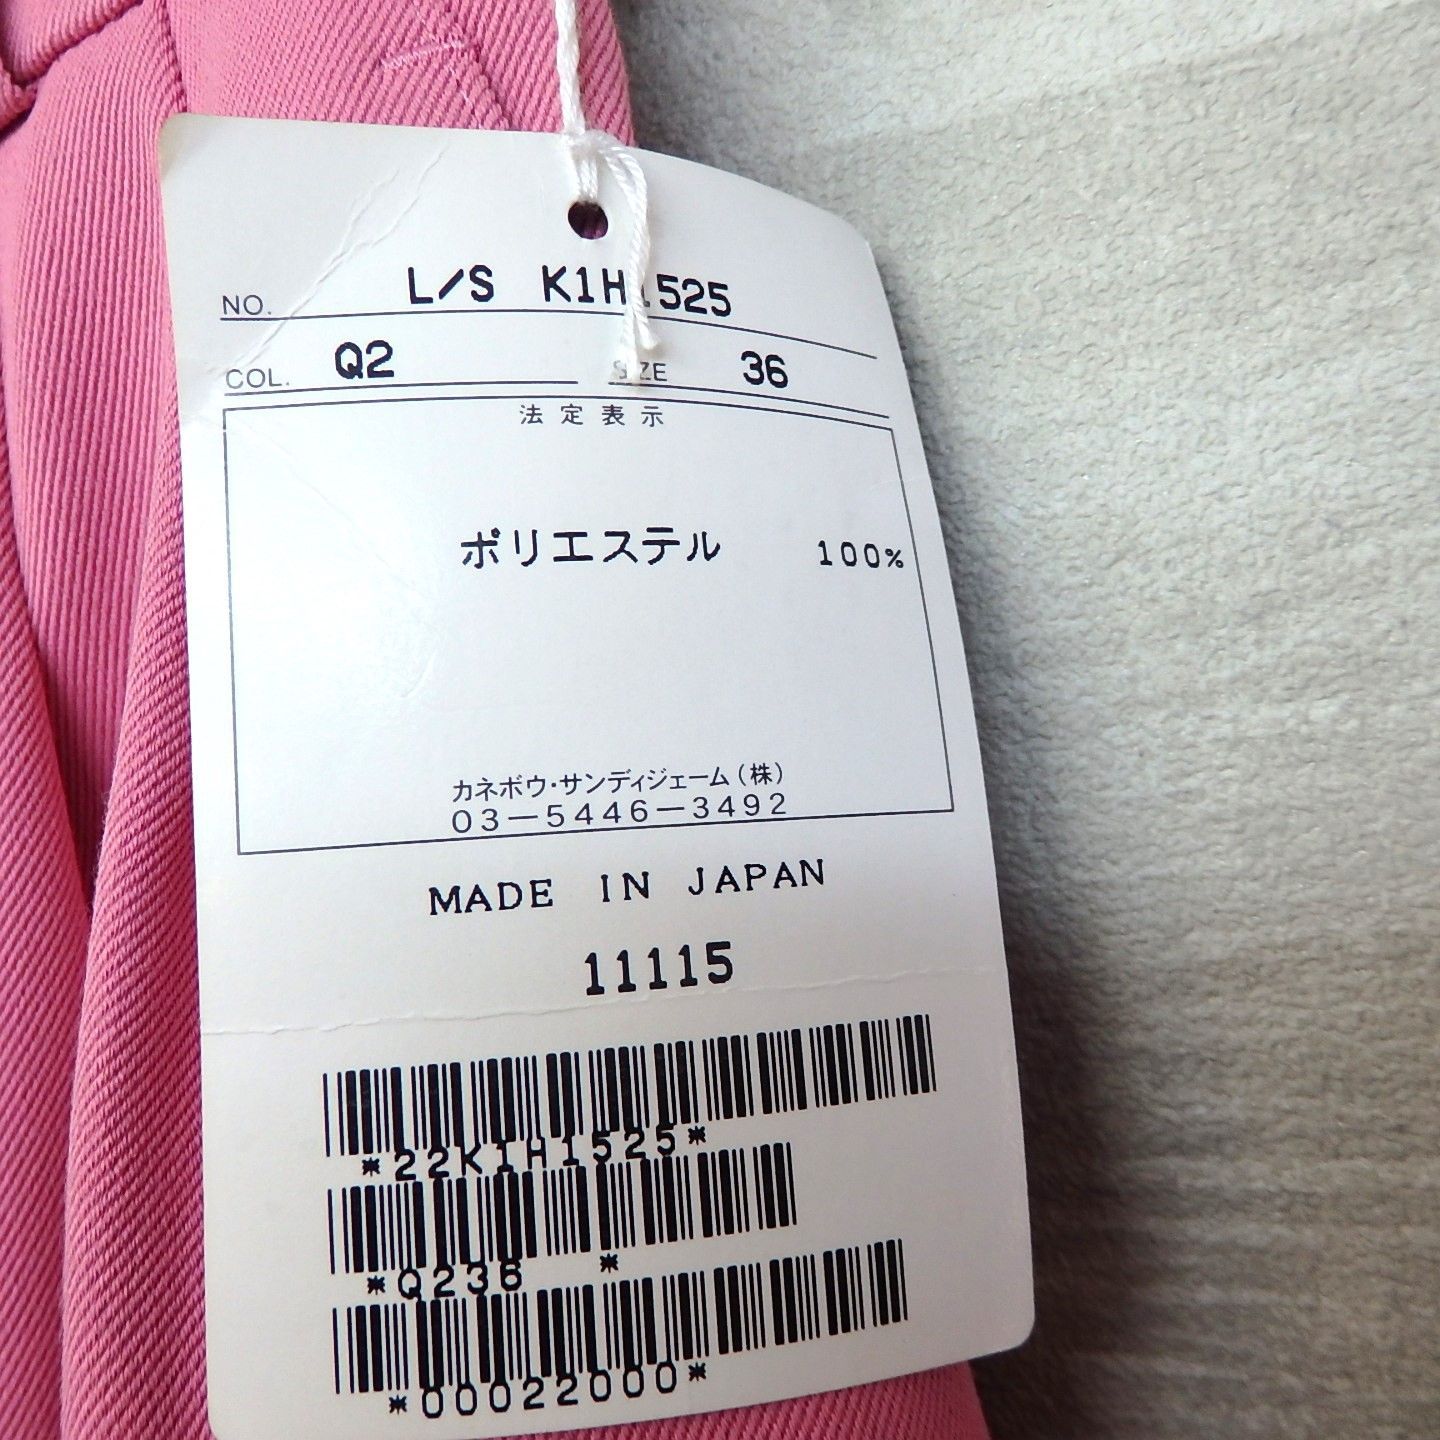 NO. L/S K1H1525
COL. Q2 SIZE 36
法定表示
ポリエステル 100%
カネボウ・サンディジェーム(株)
03-5446-3492
MADE IN JAPAN
11115
*22K1H1525*
*Q236 *
*00022000*